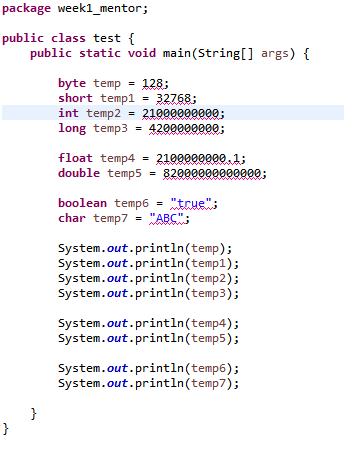 package week1_mentor;
public class test {
public static void main(String[] args) {
byte temp = 128;
short temp1 = 32768;
int temp2 = 21000000000;
long temp3 = 4200000000;
float temp4 = 2100000000.1;
double temp5 = 82000000000000;
boolean temp6 = "true";
char temp7 = "ABC";
System.out.println(temp);
System.out.println(temp1);
System.out.println(temp2);
System.out.println(temp3);
System.out.println(temp4);
System.out.println(temp5);
System.out.println(temp6);
System.out.println(temp7);
}
}